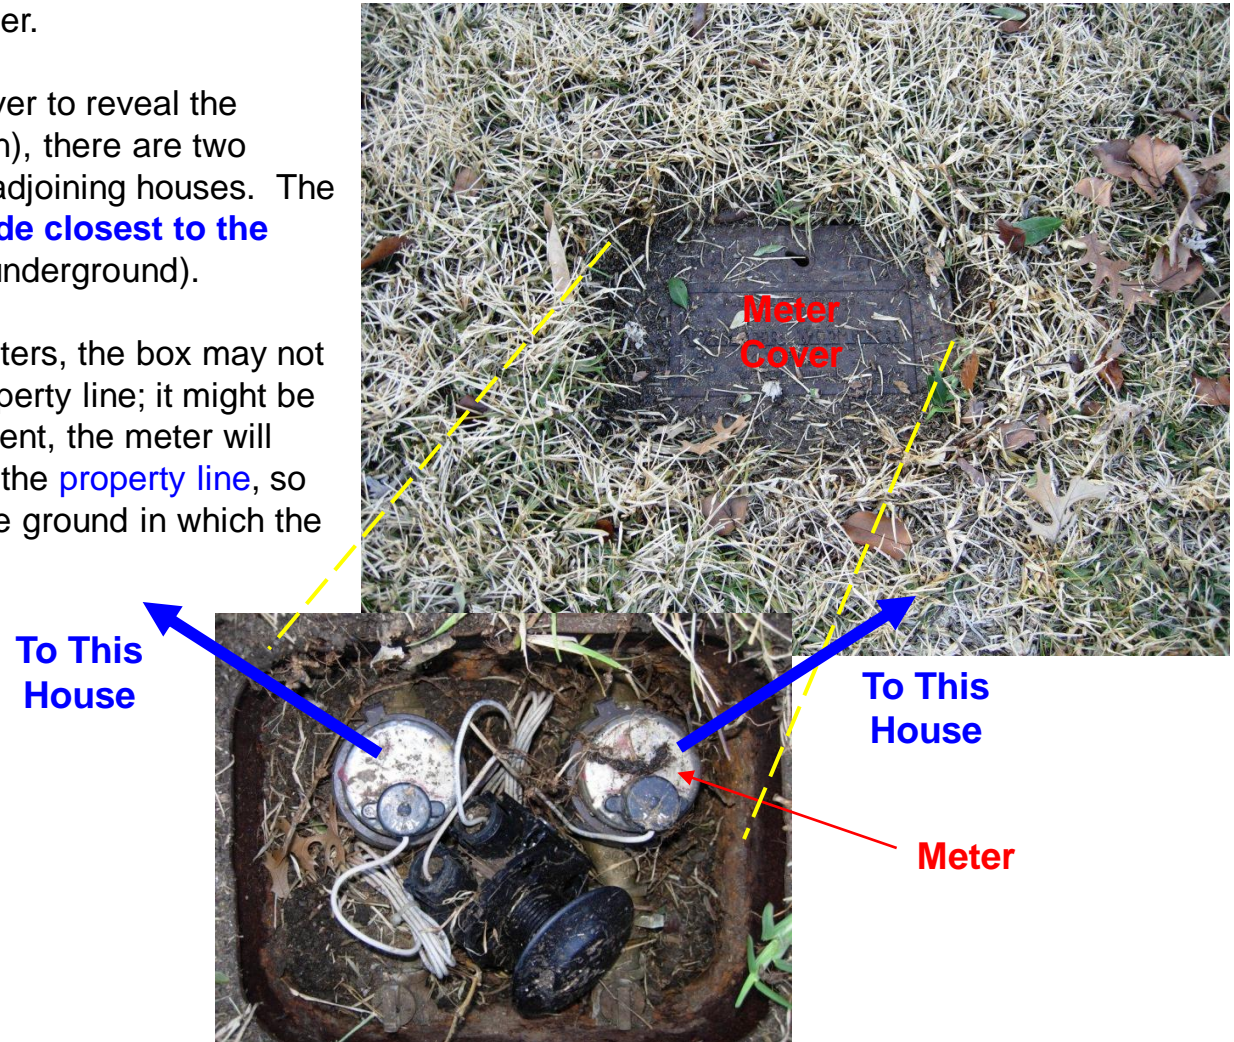 er.
ver to reveal the
n), there are two
adjoining houses.  The
de closest to the
underground).
ters, the box may not
perty line; it might be
ent, the meter will
the property line, so
e ground in which the
Meter
Cover
To This
House
To This
House
Meter